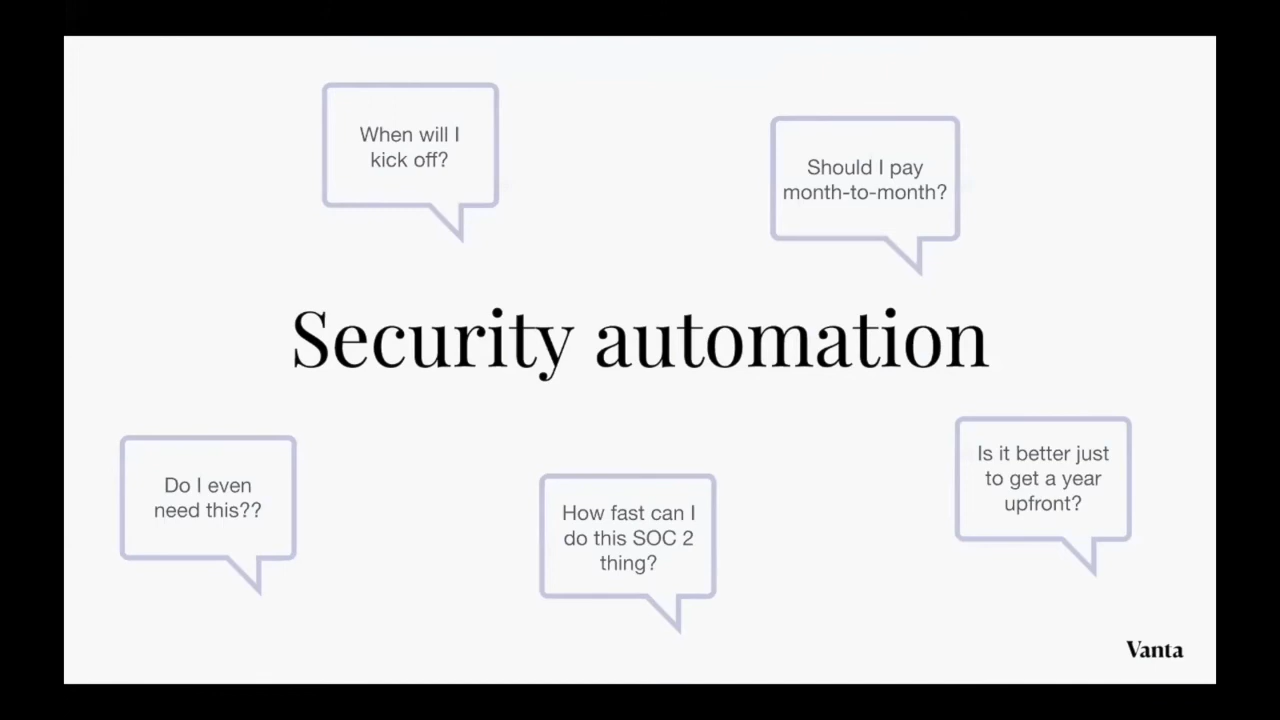 When will I
kick off?
Should I pay
month-to-month?
Security automation
Do I even
need this??
How fast can I
do this SOC 2
thing?
Is it better just
to get a year
upfront?
Vanta